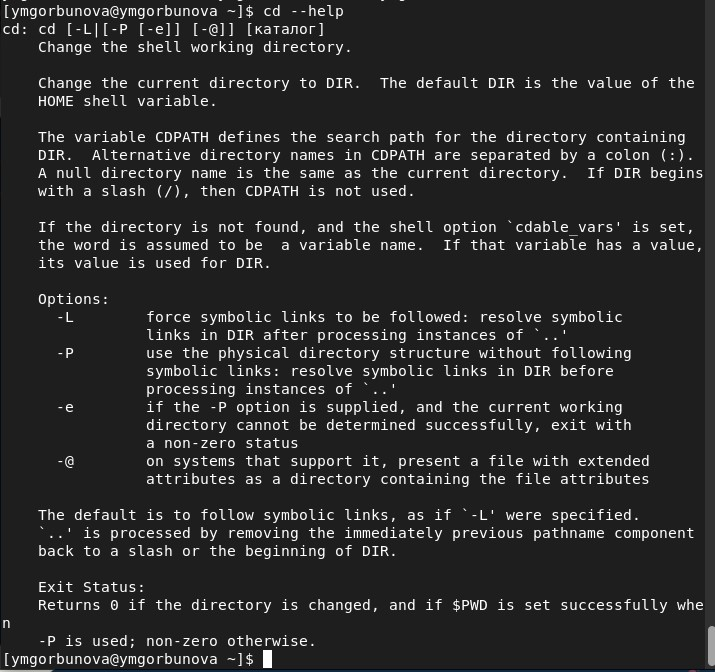 [ymgorbunova@ymgorbunova ~]$ cd --help
cd: cd [-L|[-P [-e]] [-@]] [каталог]
    Change the shell working directory.

    Change the current directory to DIR.  The default DIR is the value of the
    HOME shell variable.

    The variable CDPATH defines the search path for the directory containing
    DIR.  Alternative directory names in CDPATH are separated by a colon (:).
    A null directory name is the same as the current directory.  If DIR begins
    with a slash (/), then CDPATH is not used.

    If the directory is not found, and the shell option `cdable_vars' is set,
    the word is assumed to be  a variable name.  If that variable has a value,
    its value is used for DIR.

    Options:
      -L        force symbolic links to be followed: resolve symbolic
                links in DIR after processing instances of `..'
      -P        use the physical directory structure without following
                symbolic links: resolve symbolic links in DIR before
                processing instances of `..'
      -e        if the -P option is supplied, and the current working
                directory cannot be determined successfully, exit with
                a non-zero status
      -@        on systems that support it, present a file with extended
                attributes as a directory containing the file attributes

    The default is to follow symbolic links, as if `-L' were specified.
    `..' is processed by removing the immediately previous pathname component
    back to a slash or the beginning of DIR.

    Exit Status:
    Returns 0 if the directory is changed, and if $PWD is set successfully whe
n
    -P is used; non-zero otherwise.
[ymgorbunova@ymgorbunova ~]$